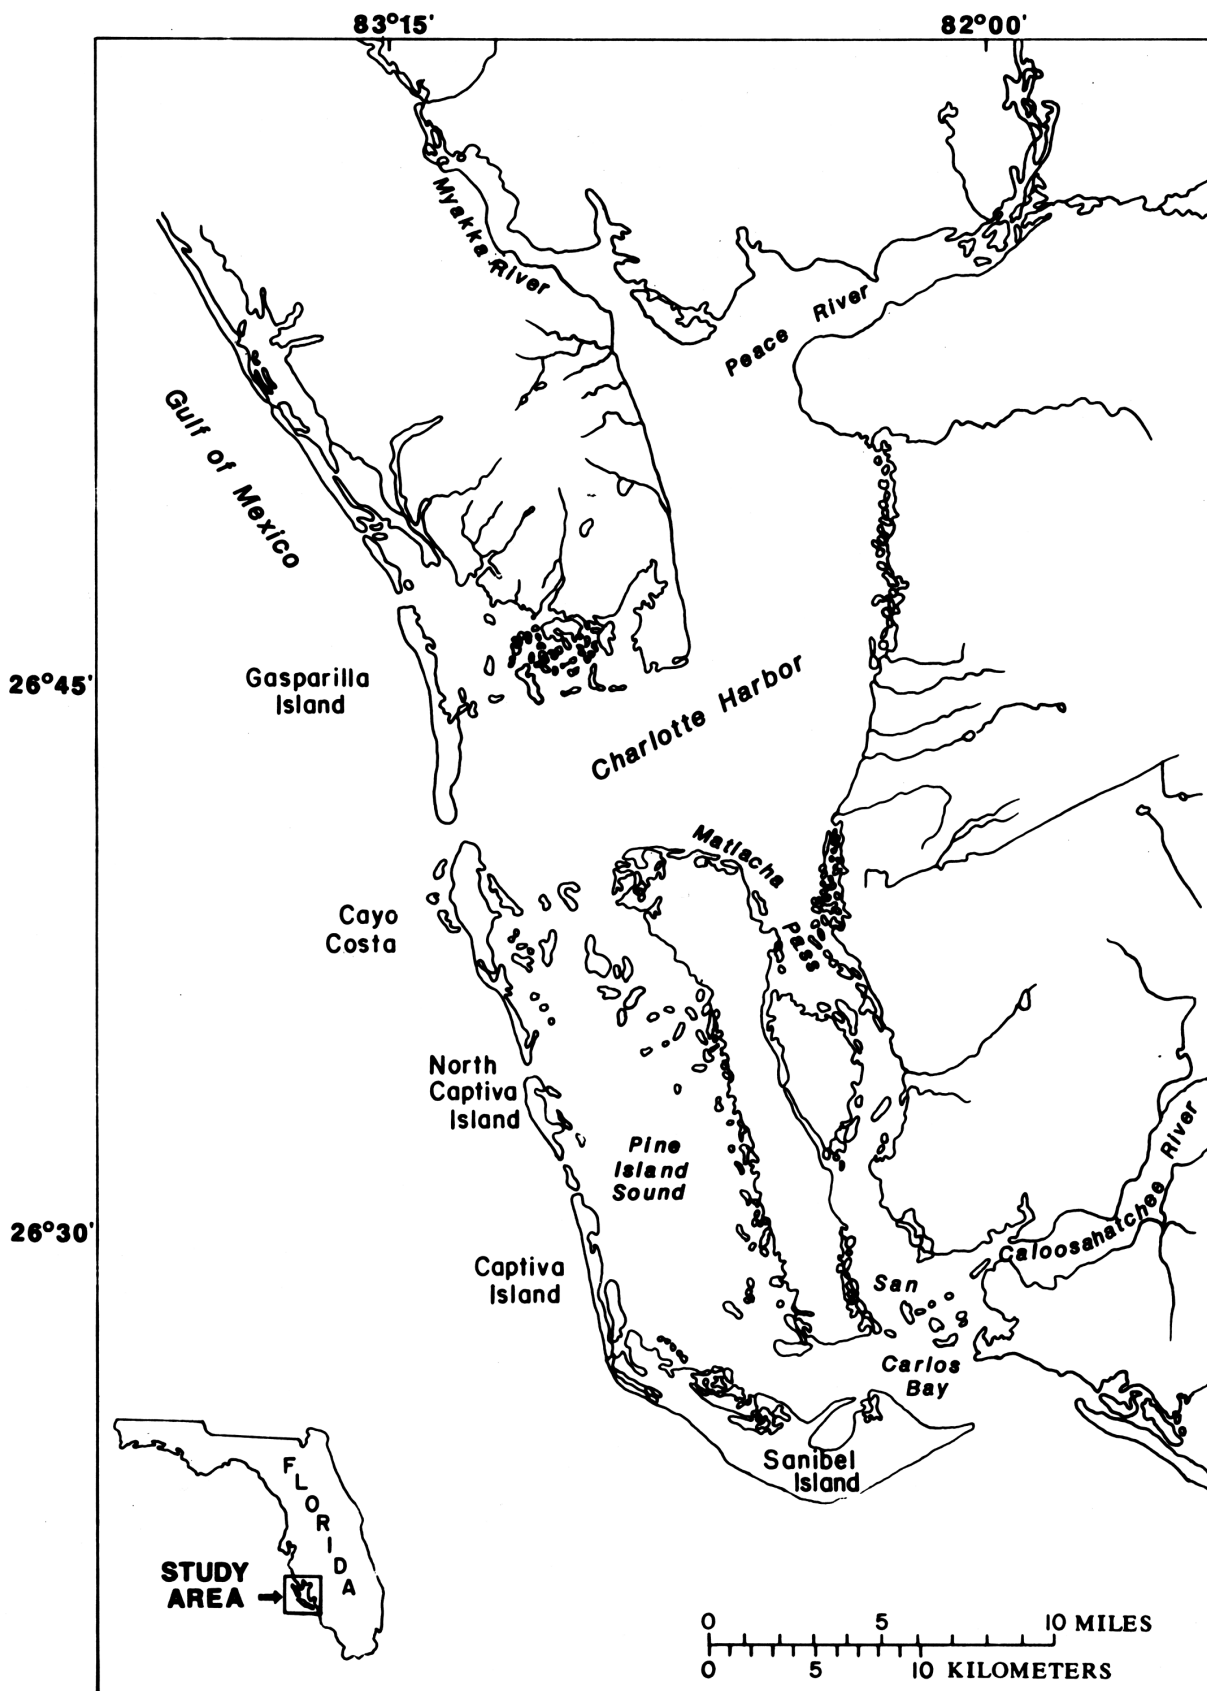 83°15'
82°00'
Myakka River
Peace River
Gulf of Mexico
26°45'
Gasparilla
Island
Charlotte Harbor
Matlacha
Pass
Cayo
Costa
North
Captiva
Island
Pine
Island
Sound
Caloosahatchee River
26°30'
Captiva
Island
San
Carlos
Bay
Sanibel
Island
FLORIDA
STUDY
AREA
0 5 10 MILES
0 5 10 KILOMETERS